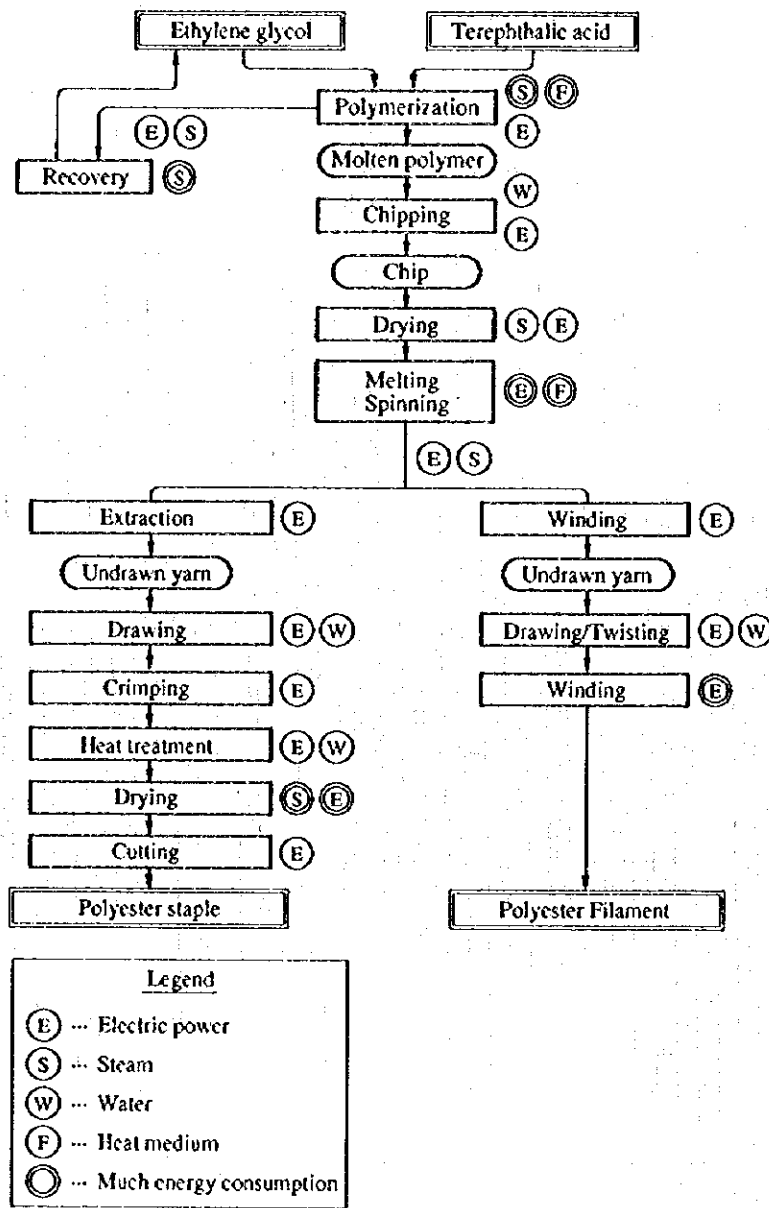 Ethylene glycol
Terephthalic acid
Polymerization
S F
E
E S
Molten polymer
Recovery
S
W
Chipping
E
Chip
Drying
S E
Melting
Spinning
E F
E S
Extraction
E
Winding
E
Undrawn yarn
Undrawn yarn
Drawing
E W
Drawing/Twisting
E W
Crimping
E
Winding
E
Heat treatment
E W
Drying
S E
Cutting
E
Polyester staple
Polyester Filament
Legend
E ... Electric power
S ... Steam
W ... Water
F ... Heat medium
... Much energy consumption